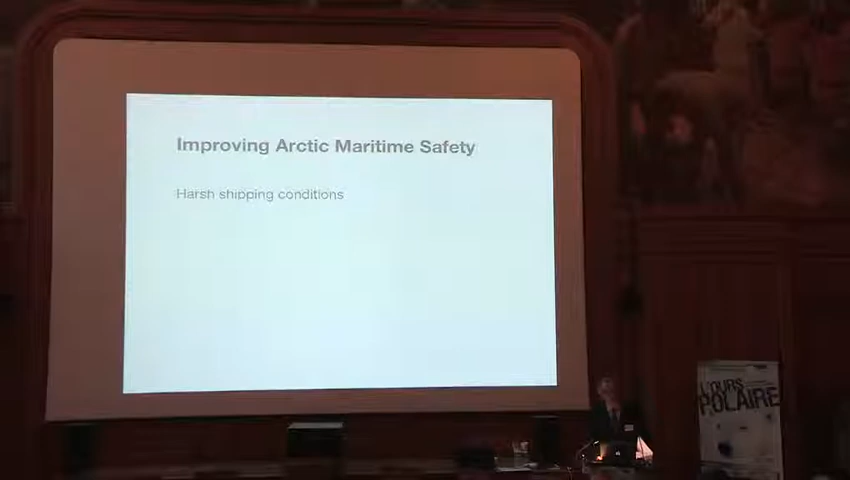 Improving Arctic Maritime Safety
Harsh shipping conditions
L'OURS
POLAIRE